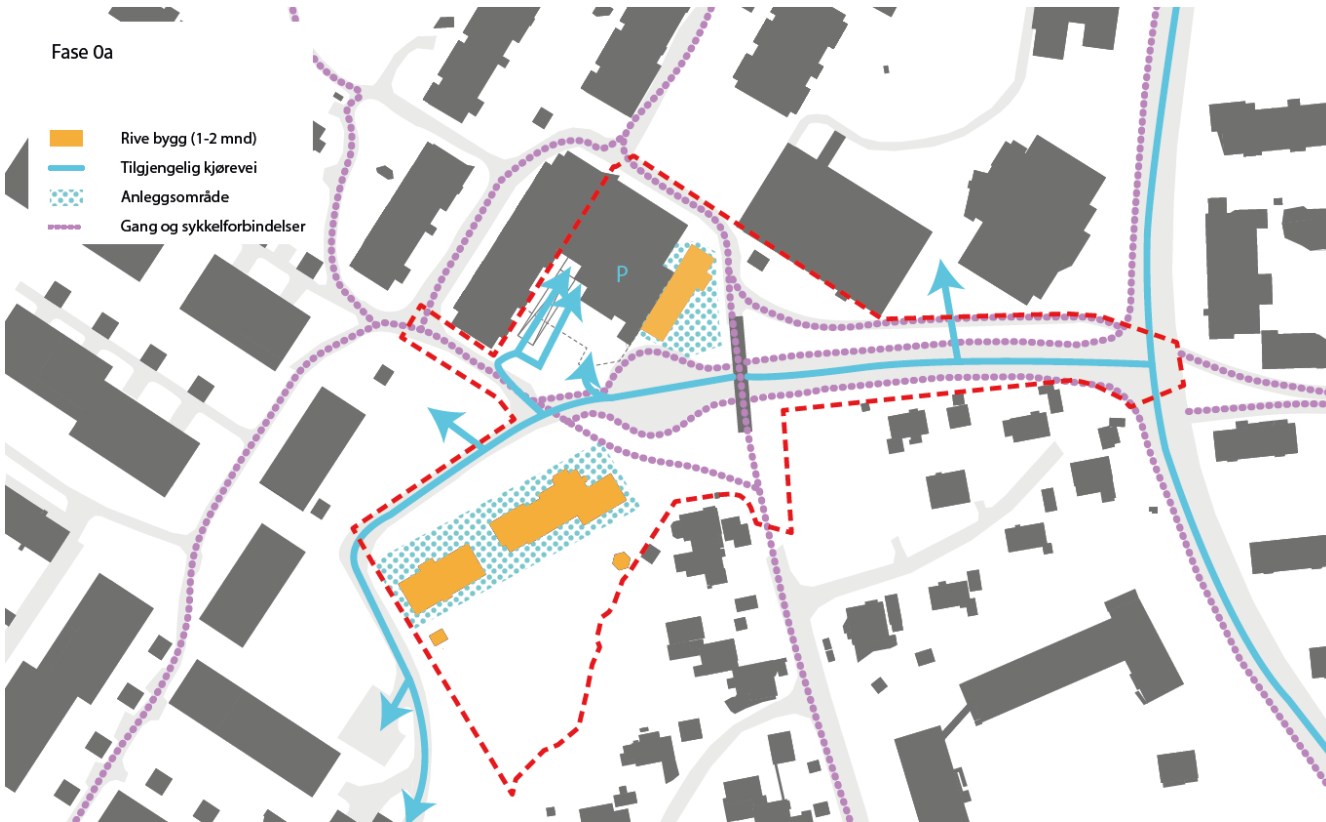 Fase 0a
Rive bygg (1-2 mnd)
Tilgjengelig kjørevei
Anleggsområde
Gang og sykkelforbindelser
P